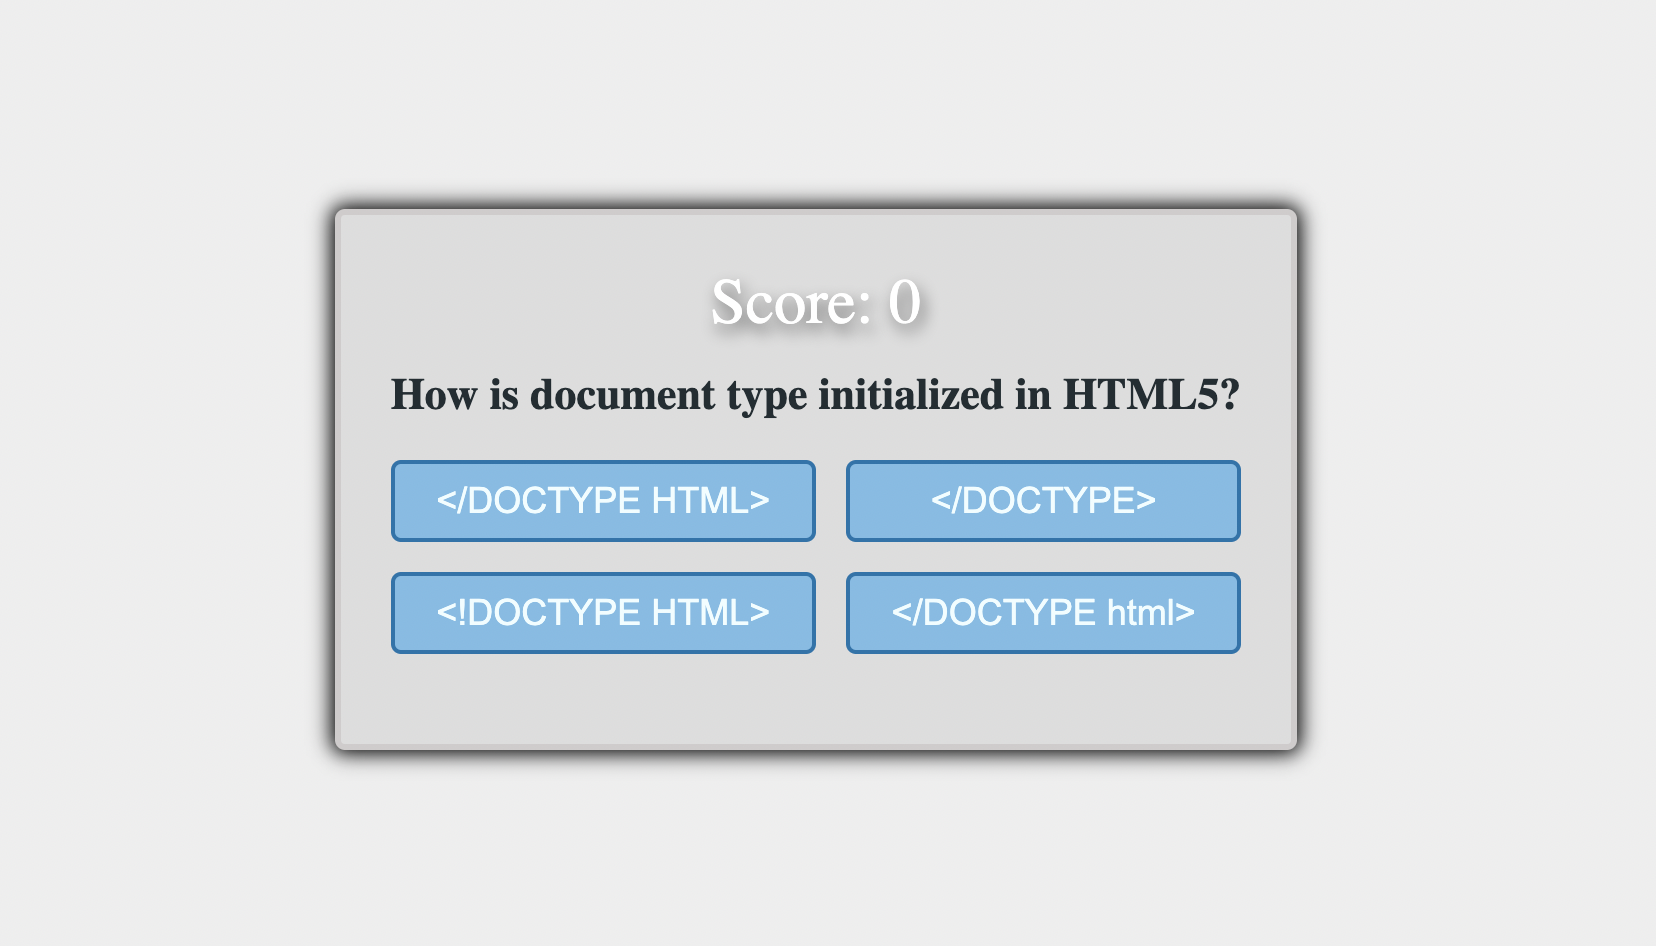 Score: 0
How is document type initialized in HTML5?
</DOCTYPE HTML>
</DOCTYPE>
<!DOCTYPE HTML>
</DOCTYPE html>